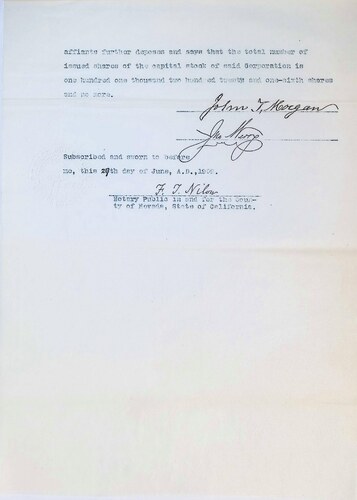 affiants further deposes and says that the total number of
issued shares of the capital stock of said Corporation is
one hundred one thousand two hund ed twenty and one-sixth shares
and no more.
John T. Morgan
Subscribed and sworn to before
me, this 29th day of June, A.D.,
F. T. Nilon
Notary Public in and for the Coun-
ty of Nevada, State of California.